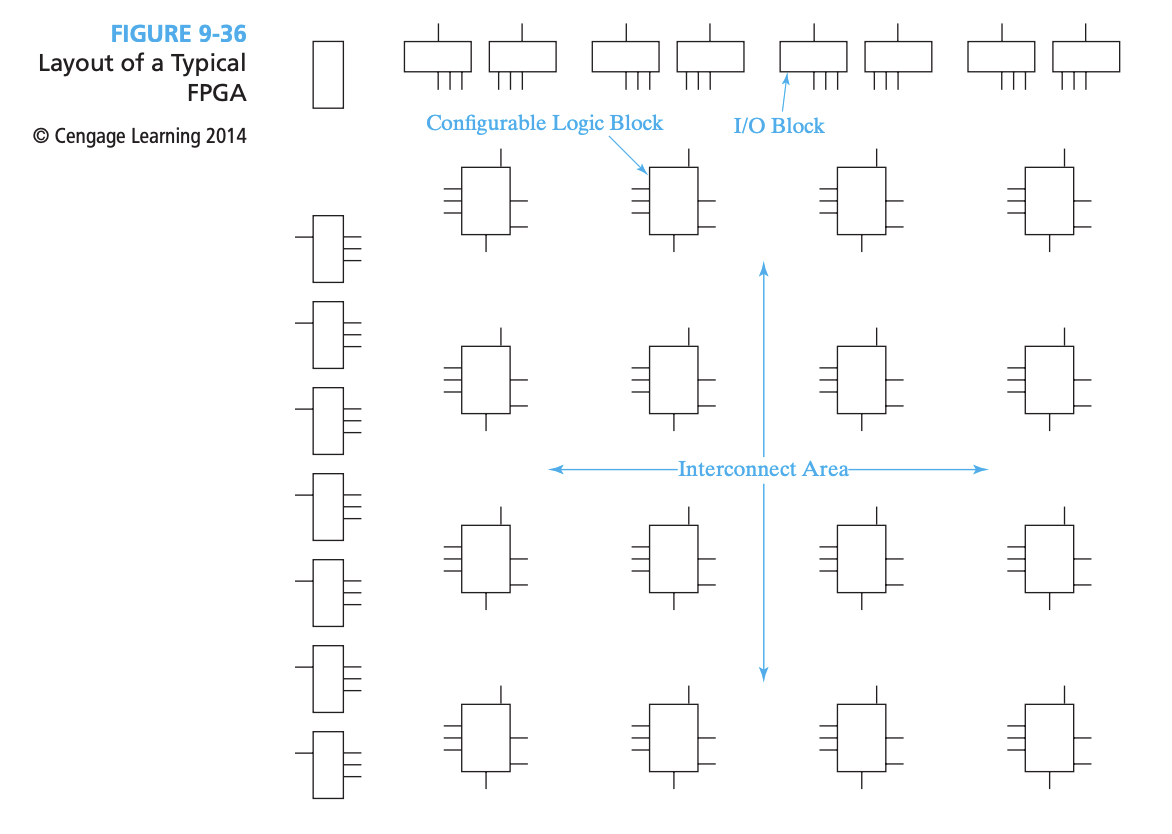 FIGURE 9-36
Layout of a Typical
FPGA
© Cengage Learning 2014
Configurable Logic Block
I/O Block
Interconnect Area